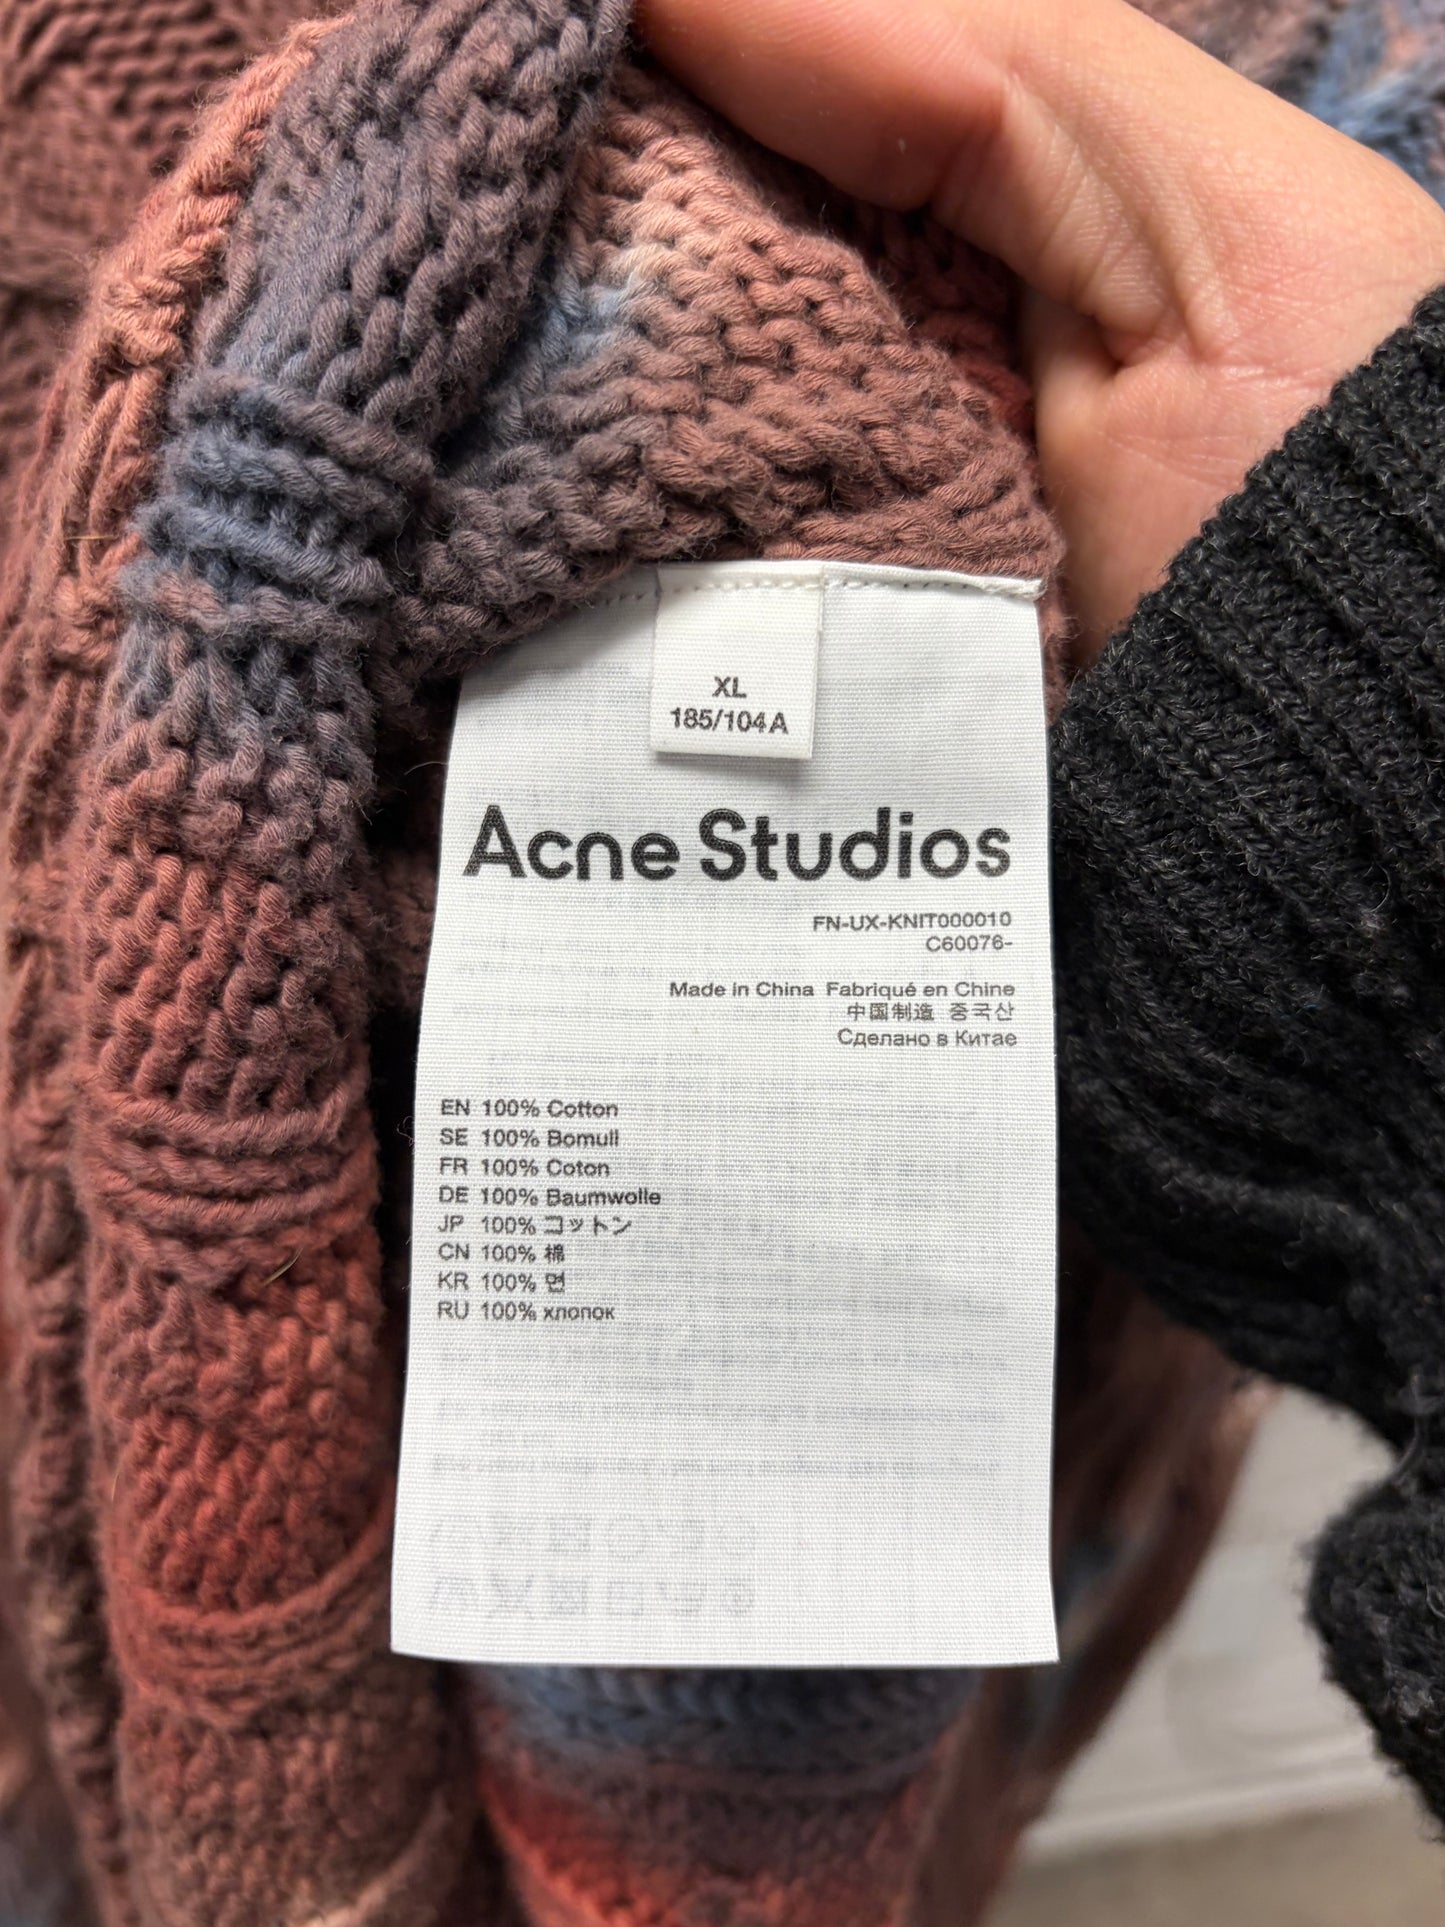 XL
185/104A
Acne Studios
FN-UX-KNIT000010
C60076-
Made in China Fabriqué en Chine
中国制造 중국산
Сделано в Китае
EN 100% Cotton
SE 100% Bomull
FR 100% Coton
DE 100% Baumwolle
JP 100% コットン
CN 100% 棉
KR 100% 면
RU 100% хлопок